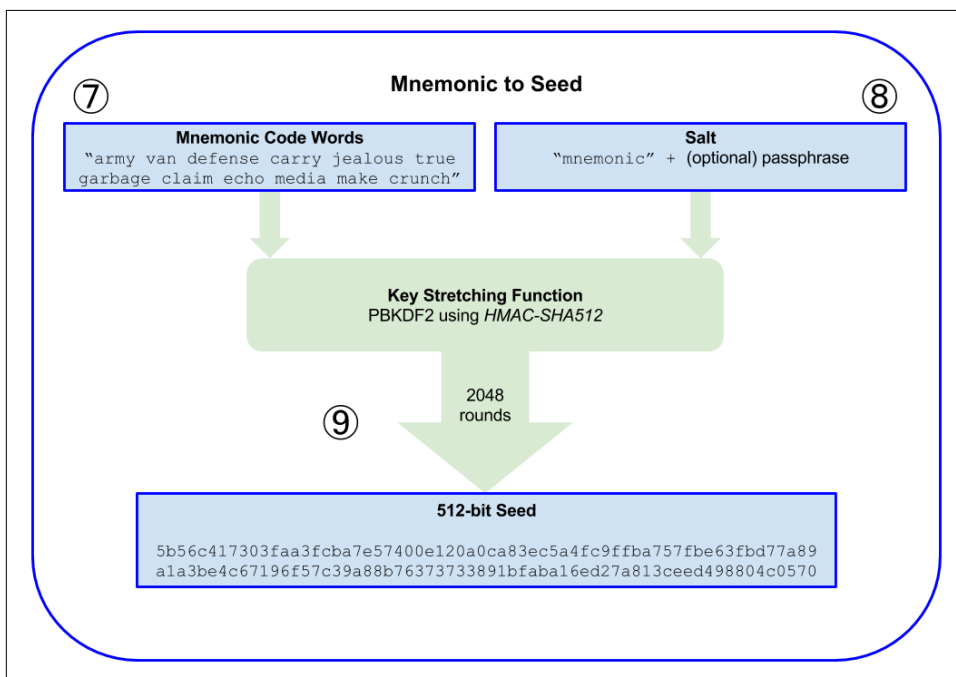 Mnemonic to Seed
⑦
⑧
Mnemonic Code Words
“army van defense carry jealous true
garbage claim echo media make crunch”
Salt
“mnemonic” + (optional) passphrase
Key Stretching Function
PBKDF2 using HMAC-SHA512
2048
rounds
⑨
512-bit Seed
5b56c417303faa3fcba7e57400e120a0ca83ec5a4fc9ffba757fbe63fbd77a89
a1a3be4c67196f57c39a88b76373733891bfaba16ed27a813ceed498804c0570